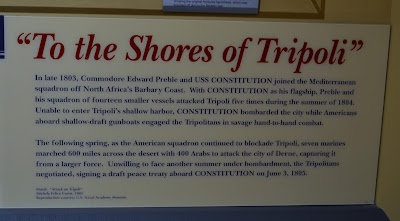 "To the Shores of Tripoli"
In late 1803, Commodore Edward Preble and USS CONSTITUTION joined the Mediterranean
squadron off North Africa's Barbary Coast. With CONSTITUTION as his flagship, Preble and
his squadron of fourteen smaller vessels attacked Tripoli five times during the summer of 1804.
Unable to enter Tripoli's shallow harbor, CONSTITUTION bombarded the city while Americans
aboard shallow-draft gunboats engaged the Tripolitans in savage hand-to-hand combat.
The following spring, as the American squadron continued to blockade Tripoli, seven marines
marched 600 miles across the desert with 400 Arabs to attack the city of Derne, capturing it
from a larger force. Unwilling to face another summer under bombardment, the Tripolitans
negotiated, signing a draft peace treaty aboard CONSTITUTION on June 3, 1805.